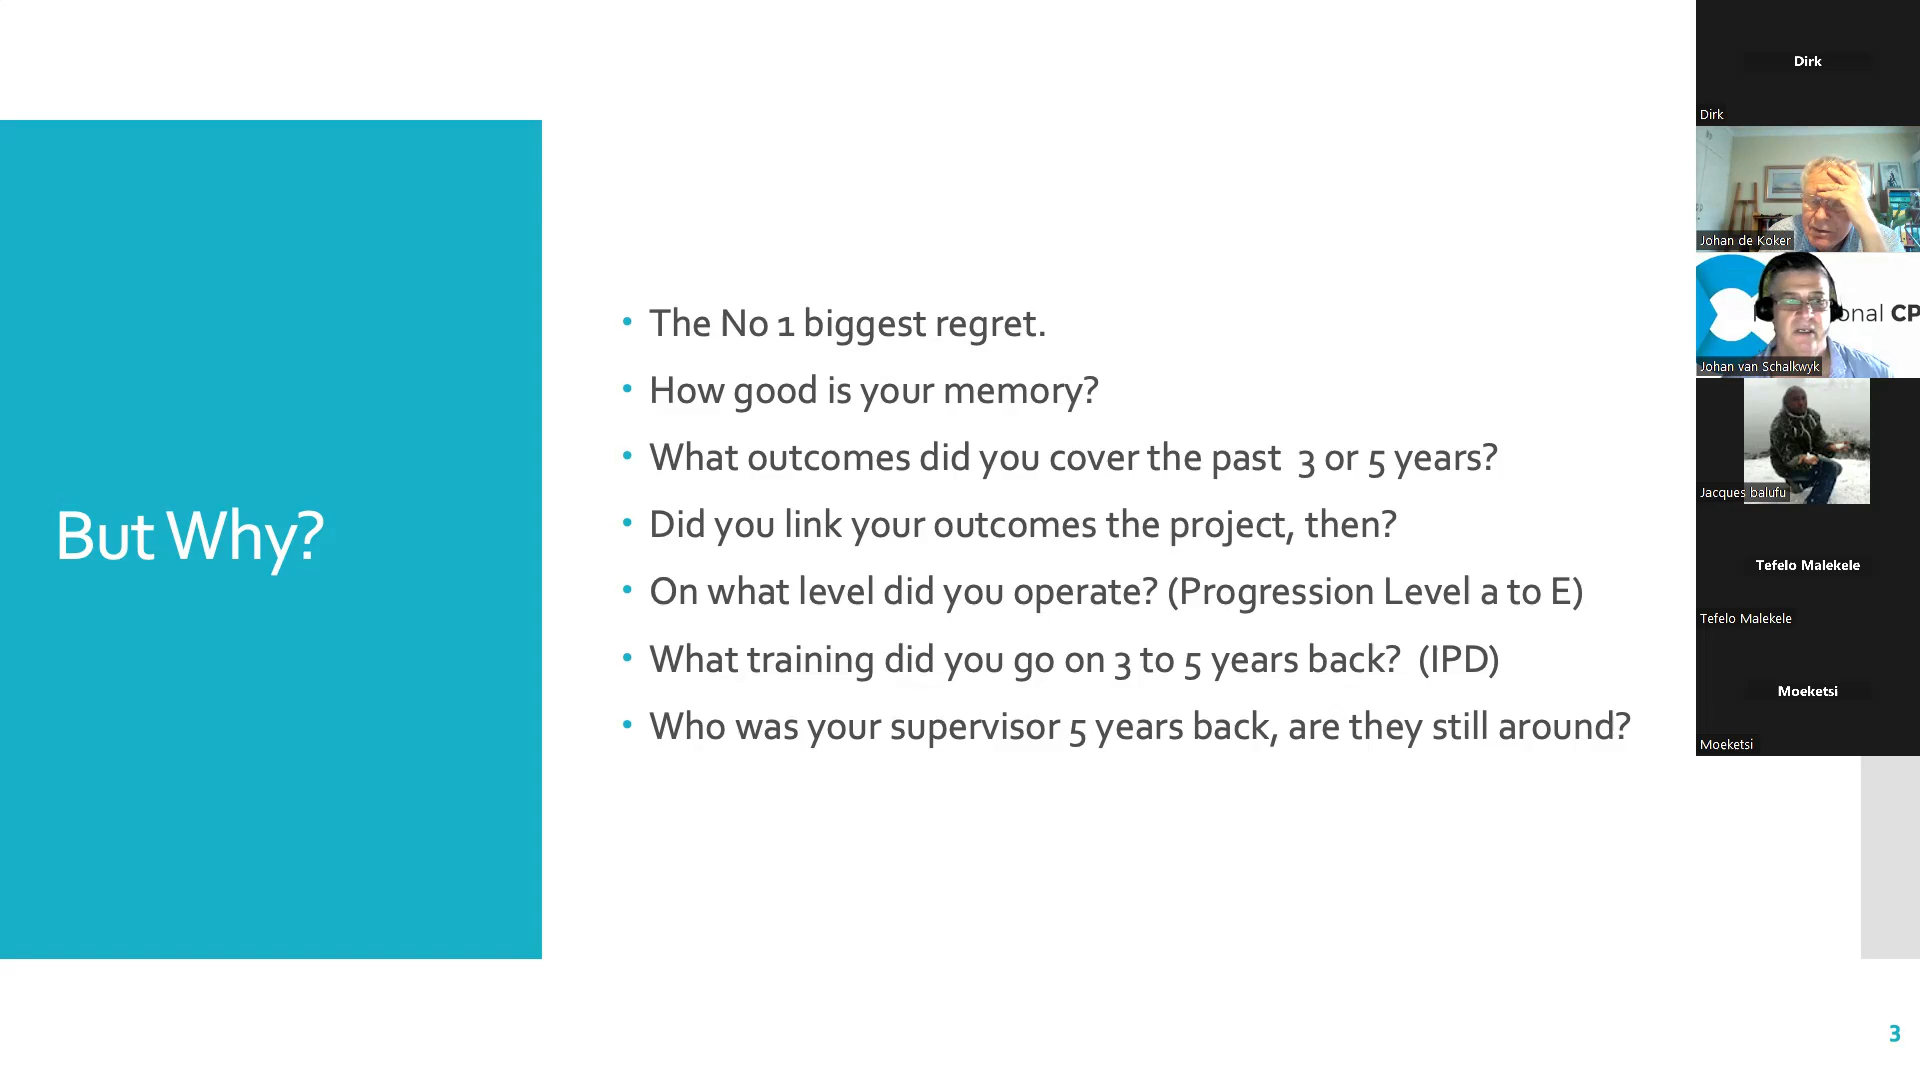 But Why?
The No 1 biggest regret.
How good is your memory?
What outcomes did you cover the past  3 or 5 years?
Did you link your outcomes the project, then?
On what level did you operate? (Progression Level a to E)
What training did you go on 3 to 5 years back?  (IPD)
Who was your supervisor 5 years back, are they still around?
3
Dirk
Dirk
Johan de Koker
CP
Johan van Schalkwyk
Jacques balufu
Tefelo Malekele
Tefelo Malekele
Moeketsi
Moeketsi